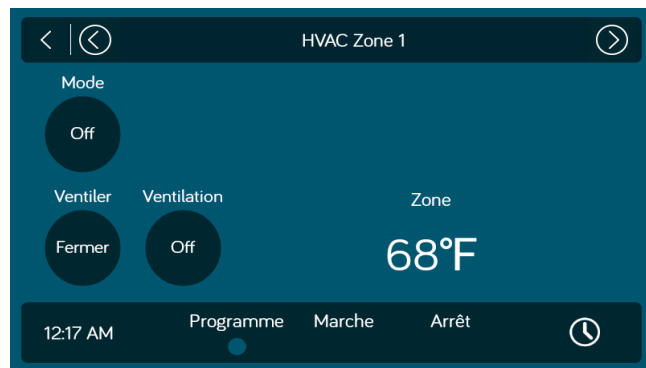 HVAC Zone 1
Mode
Off
Ventiler Ventilation
Fermer Off
Zone
68°F
12:17 AM Programme Marche Arrêt